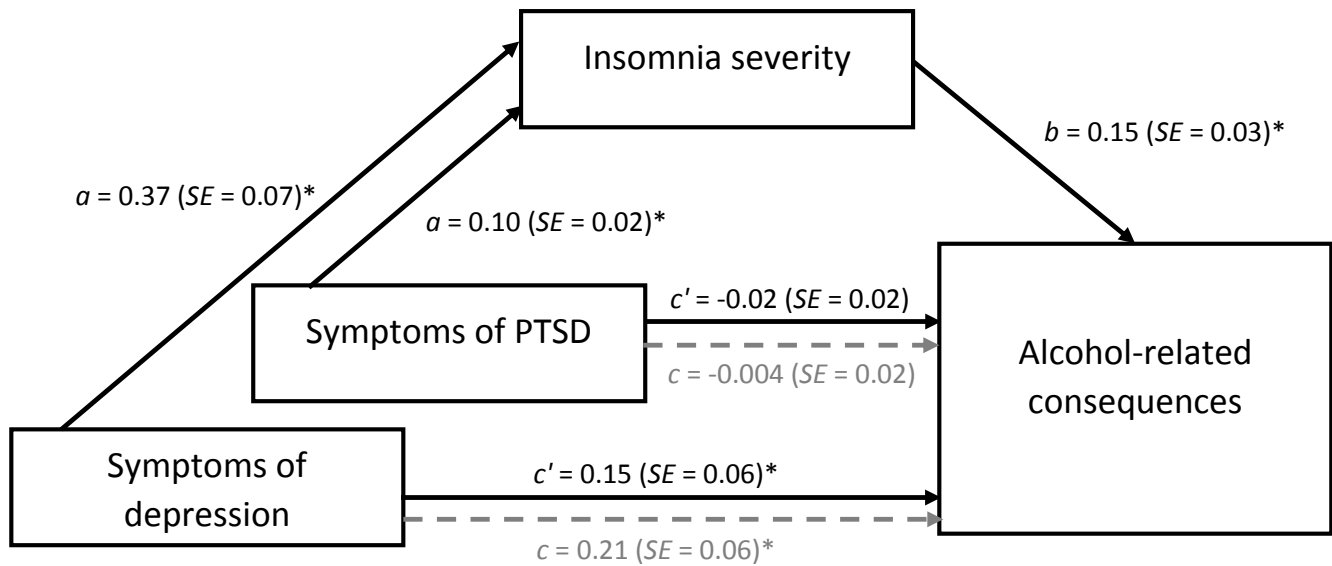 Insomnia severity
b = 0.15 (SE = 0.03)*
a = 0.37 (SE = 0.07)*
a = 0.10 (SE = 0.02)*
Symptoms of PTSD
c' = -0.02 (SE = 0.02)
c = -0.004 (SE = 0.02)
Alcohol-related
consequences
Symptoms of
depression
c' = 0.15 (SE = 0.06)*
c = 0.21 (SE = 0.06)*